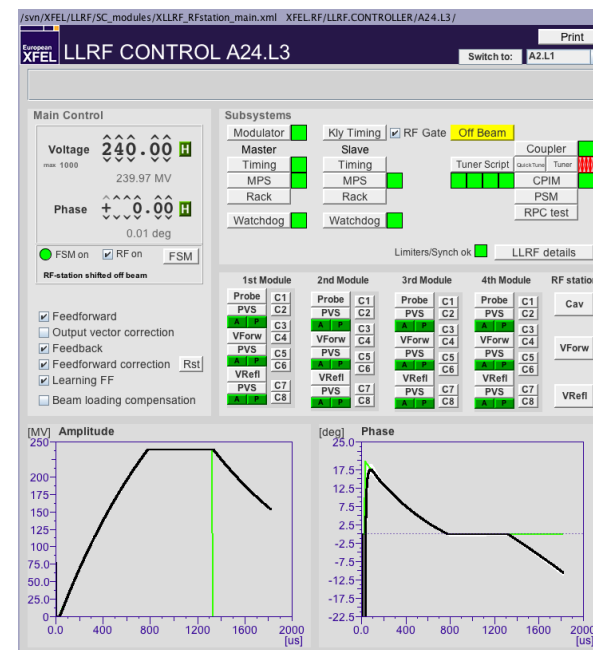 /svn/XFEL/LLRF/SC_modules/XLLRF_RFstation_main.xml XFEL.RF/LLRF.CONTROLLER/A24.L3/
Print
European
XFEL LLRF CONTROL A24.L3
Switch to: A2.L1
Main Control
Voltage 240.00 H
max 1000
239.97 MV
Phase + 0.00 H
0.01 deg
FSM on RF on FSM
RF-station shifted off beam
Feedforward
Output vector correction
Feedback
Feedforward correction Rst
Learning FF
Beam loading compensation
Subsystems
Modulator Kly Timing RF Gate Off Beam
Master Slave Coupler
Timing Timing Tuner Script QuickTune Tuner
MPS MPS CPIM
Rack Rack PSM
RPC test
Watchdog Watchdog
Limiters/Synch ok LLRF details
1st Module 2nd Module 3rd Module 4th Module RF station
Probe C1 Probe C1 Probe C1 Probe C1 Cav
PVS C2 PVS C2 PVS C2 PVS C2
A P C3 A P C3 A P C3 A P C3
VForw C4 VForw C4 VForw C4 VForw C4 VForw
PVS C5 PVS C5 PVS C5 PVS C5
A P C6 A P C6 A P C6 A P C6
VRefl VRefl VRefl VRefl
PVS C7 PVS C7 PVS C7 PVS C7 VRefl
A P C8 A P C8 A P C8 A P C8
[MV] Amplitude
250
200
175
150
125
100
75.0
50.0
25.0
0
0.0 400 800 1200 1600 2000
[us]
[deg] Phase
25.0
17.5
12.5
7.5
2.5
-2.5
-7.5
-12.5
-17.5
-22.5
0.0 400 800 1200 1600 2000
[us]